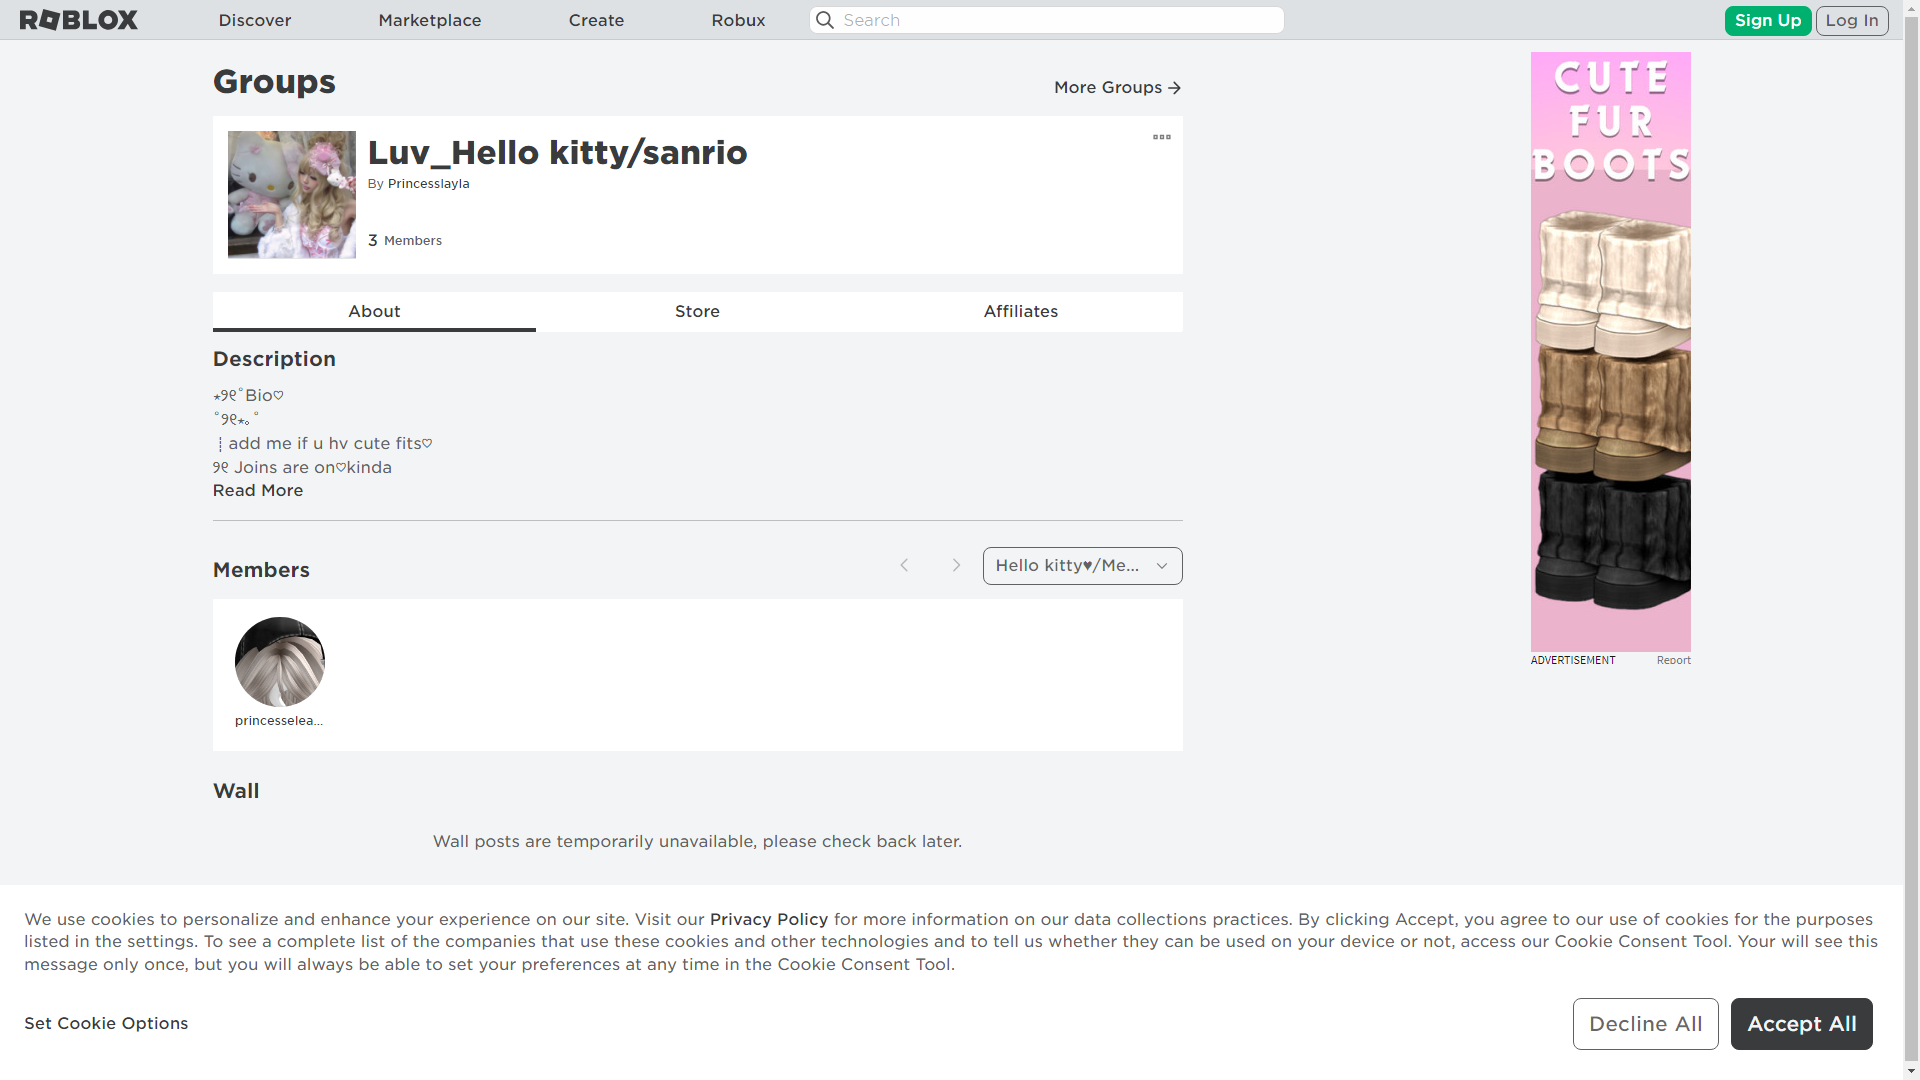 ROBLOX
Discover
Marketplace
Create
Robux
Search
Sign Up
Log In
Groups
More Groups →
Luv_Hello kitty/sanrio
By Princesslayla
3 Members
About
Store
Affiliates
Description
⋆୨୧˚Bio♡
˚୨୧⋆｡˚
┊add me if u hv cute fits♡
୨୧ Joins are on♡kinda
Read More
Members
Hello kitty♥/Me...
princesselea...
Wall
Wall posts are temporarily unavailable, please check back later.
CUTE
FUR
BOOTS
ADVERTISEMENT
Report
We use cookies to personalize and enhance your experience on our site. Visit our Privacy Policy for more information on our data collections practices. By clicking Accept, you agree to our use of cookies for the purposes
listed in the settings. To see a complete list of the companies that use these cookies and other technologies and to tell us whether they can be used on your device or not, access our Cookie Consent Tool. Your will see this
message only once, but you will always be able to set your preferences at any time in the Cookie Consent Tool.
Set Cookie Options
Decline All
Accept All